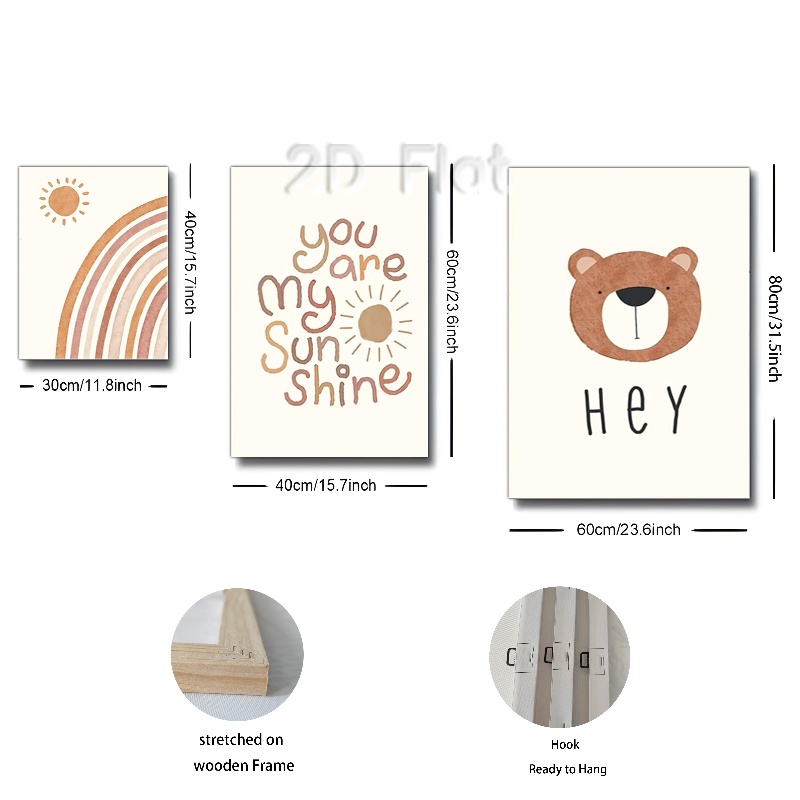 2D Flat
40cm/15.7inch
30cm/11.8inch
you
are
My
Sun
shine
60cm/23.6inch
40cm/15.7inch
HeY
80cm/31.5inch
60cm/23.6inch
stretched on
wooden Frame
Hook
Ready to Hang